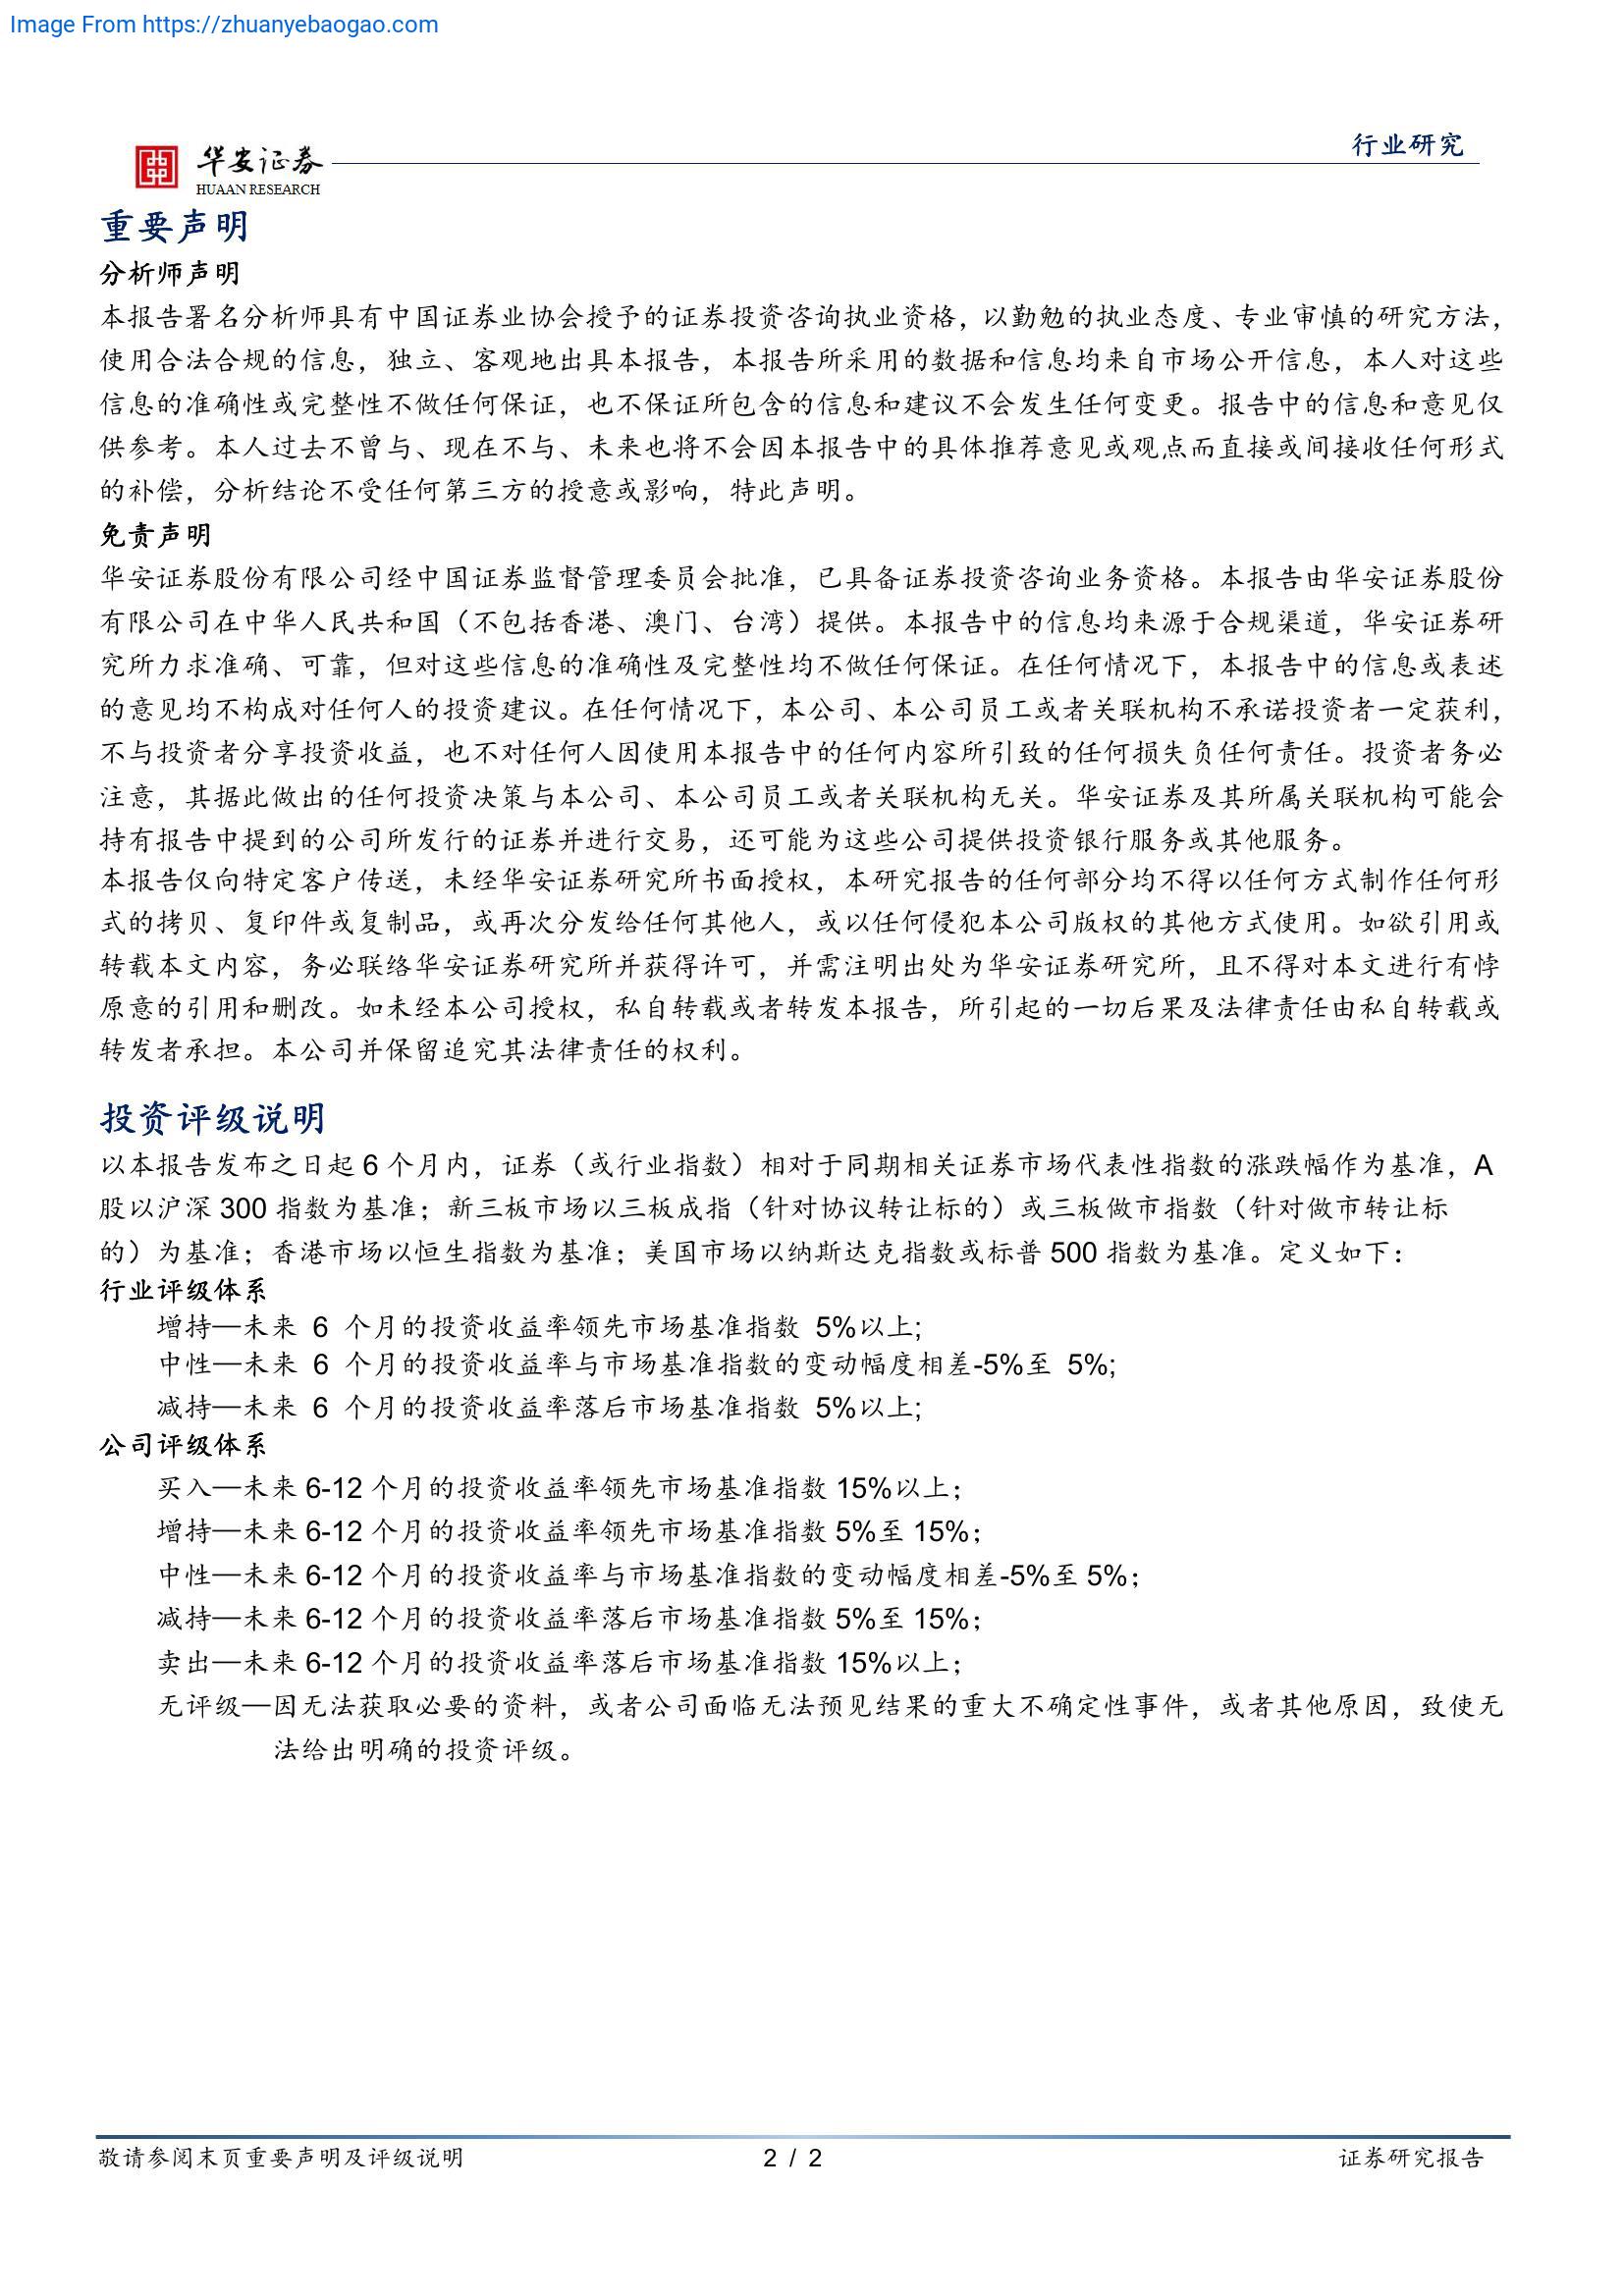 Image From https://zhuanyebaogao.com
华安证券
HUAAN RESEARCH
行业研究
重要声明
分析师声明
本报告署名分析师具有中国证券业协会授予的证券投资咨询执业资格，以勤勉的执业态度、专业审慎的研究方法，
使用合法合规的信息，独立、客观地出具本报告，本报告所采用的数据和信息均来自市场公开信息，本人对这些
信息的准确性或完整性不做任何保证，也不保证所包含的信息和建议不会发生任何变更。报告中的信息和意见仅
供参考。本人过去不曾与、现在不与、未来也将不会因本报告中的具体推荐意见或观点而直接或间接收任何形式
的补偿，分析结论不受任何第三方的授意或影响，特此声明。
免责声明
华安证券股份有限公司经中国证券监督管理委员会批准，已具备证券投资咨询业务资格。本报告由华安证券股份
有限公司在中华人民共和国（不包括香港、澳门、台湾）提供。本报告中的信息均来源于合规渠道，华安证券研
究所力求准确、可靠，但对这些信息的准确性及完整性均不做任何保证。在任何情况下，本报告中的信息或表述
的意见均不构成对任何人的投资建议。在任何情况下，本公司、本公司员工或者关联机构不承诺投资者一定获利，
不与投资者分享投资收益，也不对任何人因使用本报告中的任何内容所引致的任何损失负任何责任。投资者务必
注意，其据此做出的任何投资决策与本公司、本公司员工或者关联机构无关。华安证券及其所属关联机构可能会
持有报告中提到的公司所发行的证券并进行交易，还可能为这些公司提供投资银行服务或其他服务。
本报告仅向特定客户传送，未经华安证券研究所书面授权，本研究报告的任何部分均不得以任何方式制作任何形
式的拷贝、复印件或复制品，或再次分发给任何其他人，或以任何侵犯本公司版权的其他方式使用。如欲引用或
转载本文内容，务必联络华安证券研究所并获得许可，并需注明出处为华安证券研究所，且不得对本文进行有悖
原意的引用和删改。如未经本公司授权，私自转载或者转发本报告，所引起的一切后果及法律责任由私自转载或
转发者承担。本公司并保留追究其法律责任的权利。
投资评级说明
以本报告发布之日起 6 个月内，证券（或行业指数）相对于同期相关证券市场代表性指数的涨跌幅作为基准，A
股以沪深 300 指数为基准；新三板市场以三板成指（针对协议转让标的）或三板做市指数（针对做市转让标
的）为基准；香港市场以恒生指数为基准；美国市场以纳斯达克指数或标普 500 指数为基准。定义如下：
行业评级体系
增持—未来 6 个月的投资收益率领先市场基准指数 5%以上;
中性—未来 6 个月的投资收益率与市场基准指数的变动幅度相差-5%至 5%;
减持—未来 6 个月的投资收益率落后市场基准指数 5%以上;
公司评级体系
买入—未来 6-12 个月的投资收益率领先市场基准指数 15%以上；
增持—未来 6-12 个月的投资收益率领先市场基准指数 5%至 15%；
中性—未来 6-12 个月的投资收益率与市场基准指数的变动幅度相差-5%至 5%；
减持—未来 6-12 个月的投资收益率落后市场基准指数 5%至 15%；
卖出—未来 6-12 个月的投资收益率落后市场基准指数 15%以上；
无评级—因无法获取必要的资料，或者公司面临无法预见结果的重大不确定性事件，或者其他原因，致使无
法给出明确的投资评级。
敬请参阅末页重要声明及评级说明
2 / 2
证券研究报告